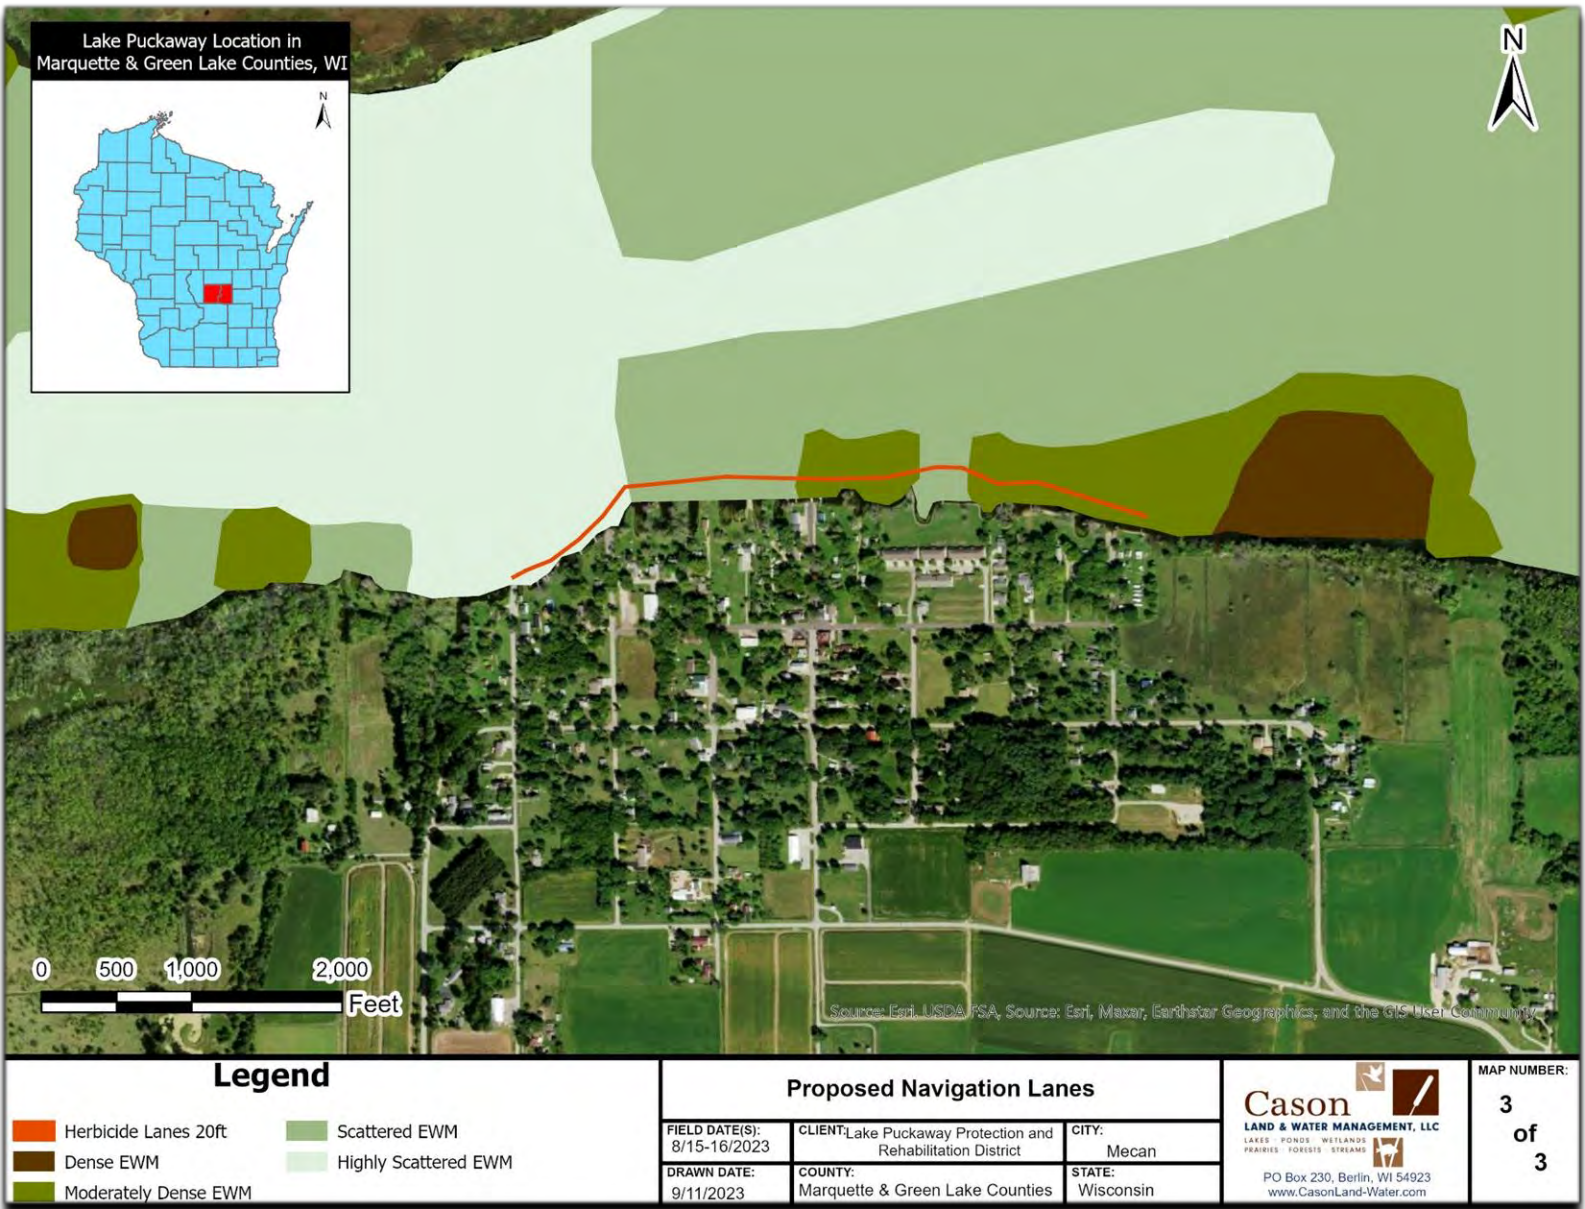 Lake Puckaway Location in
Marquette & Green Lake Counties, WI
N
N
0 500 1,000 2,000
Feet
Source: Esri, USDA FSA, Source: Esri, Maxar, Earthstar Geographics, and the GIS User Community
Legend
Herbicide Lanes 20ft
Dense EWM
Moderately Dense EWM
Scattered EWM
Highly Scattered EWM
Proposed Navigation Lanes
FIELD DATE(S):
8/15-16/2023
CLIENT: Lake Puckaway Protection and
Rehabilitation District
CITY:
Mecan
DRAWN DATE:
9/11/2023
COUNTY:
Marquette & Green Lake Counties
STATE:
Wisconsin
Cason
LAND & WATER MANAGEMENT, LLC
LAKES · PONDS · WETLANDS
PRAIRIES · FORESTS · STREAMS
PO Box 230, Berlin, WI 54923
www.CasonLand-Water.com
MAP NUMBER:
3
of
3